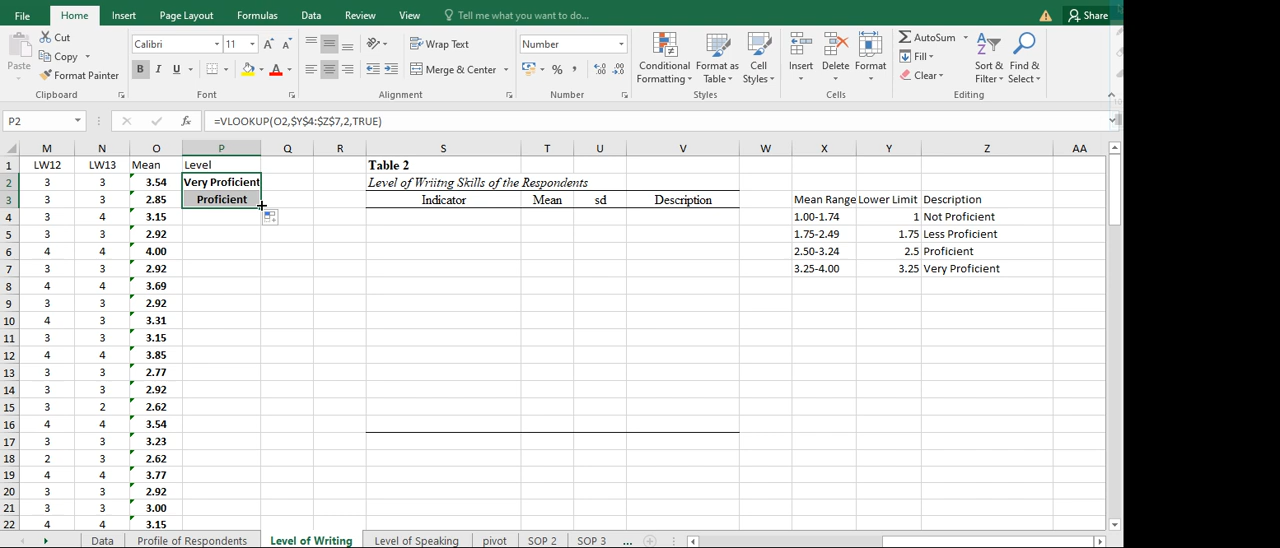 File Home Insert Page Layout Formulas Data Review View Tell me what you want to do... Share
Paste Cut Copy Format Painter Clipboard
Calibri 11 A A B I U A Font
Wrap Text Merge & Center Alignment
Number % , Number
Conditional Formatting Format as Table Cell Styles Styles
Insert Delete Format Cells
AutoSum Fill Clear Sort & Filter Find & Select Editing
P2 fx =VLOOKUP(O2,$Y$4:$Z$7,2,TRUE)
M N O P Q R S T U V W X Y Z AA
1 LW12 LW13 Mean Level Table 2
2 3 3 3.54 Very Proficient Level of Wriitng Skills of the Respondents
3 3 3 2.85 Proficient Indicator Mean sd Description Mean Range Lower Limit Description
4 3 4 3.15 1.00-1.74 1 Not Proficient
5 3 3 2.92 1.75-2.49 1.75 Less Proficient
6 4 4 4.00 2.50-3.24 2.5 Proficient
7 3 3 2.92 3.25-4.00 3.25 Very Proficient
8 4 4 3.69
9 3 3 2.92
10 4 3 3.31
11 3 3 3.15
12 4 4 3.85
13 3 3 2.77
14 3 3 2.92
15 3 2 2.62
16 4 4 3.54
17 3 3 3.23
18 2 3 2.62
19 4 4 3.77
20 3 3 2.92
21 3 3 3.00
22 4 4 3.15
Data Profile of Respondents Level of Writing Level of Speaking pivot SOP 2 SOP 3 ...